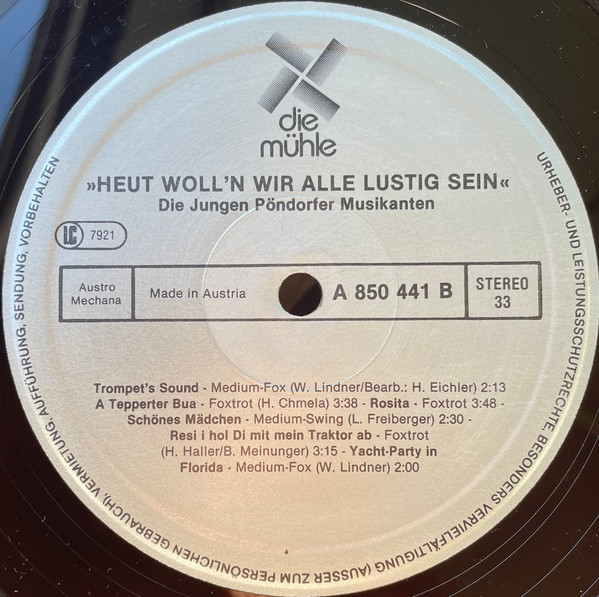 die
mühle
»HEUT WOLL'N WIR ALLE LUSTIG SEIN«
Die Jungen Pöndorfer Musikanten
LC 7921
Austro
Mechana
Made in Austria
A 850 441 B
STEREO
33
Trompet's Sound - Medium-Fox (W. Lindner/Bearb.: H. Eichler) 2:13
A Tepperter Bua - Foxtrot (H. Chmela) 3:38 - Rosita - Foxtrot 3:48 -
Schönes Mädchen - Medium-Swing (L. Freiberger) 2:30 -
Resi i hol Di mit mein Traktor ab - Foxtrot
(H. Haller/B. Meinunger) 3:15 - Yacht-Party in
Florida - Medium-Fox (W. Lindner) 2:00
URHEBER- UND LEISTUNGSSCHUTZRECHTE, BESONDERS VERVIELFÄLTIGUNG (AUSSER ZUM PERSÖNLICHEN GEBRAUCH), VERMIETUNG, AUFFÜHRUNG, SENDUNG, VORBEHALTEN